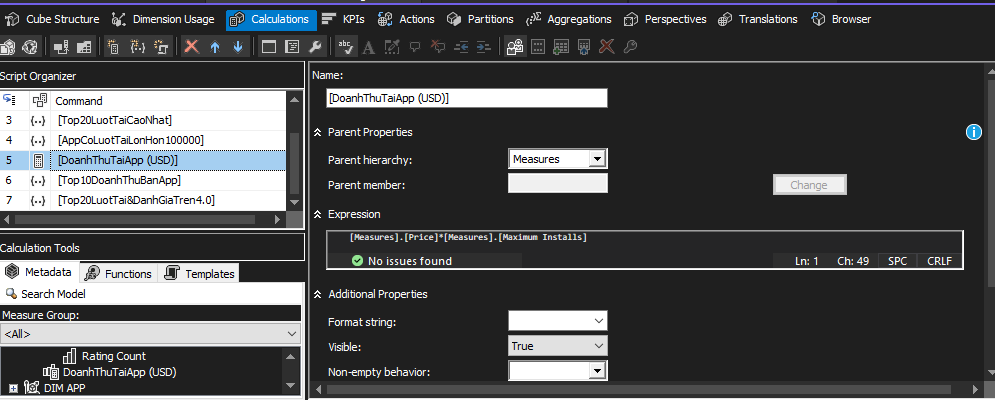 Cube Structure Dimension Usage Calculations KPIs Actions Partitions Aggregations Perspectives Translations Browser
Script Organizer
Command
3 [Top20LuotTaiCaoNhat]
4 [AppCoLuotTaiLonHon100000]
5 [DoanhThuTaiApp (USD)]
6 [Top10DoanhThuBanApp]
7 [Top20LuotTai&DanhGiaTren4.0]
Calculation Tools
Metadata Functions Templates
Search Model
Measure Group:
<All>
Rating Count
DoanhThuTaiApp (USD)
DIM APP
Name:
[DoanhThuTaiApp (USD)]
Parent Properties
Parent hierarchy: Measures
Parent member:
Change
Expression
[Measures].[Price]*[Measures].[Maximum Installs]
No issues found Ln: 1 Ch: 49 SPC CRLF
Additional Properties
Format string:
Visible: True
Non-empty behavior: